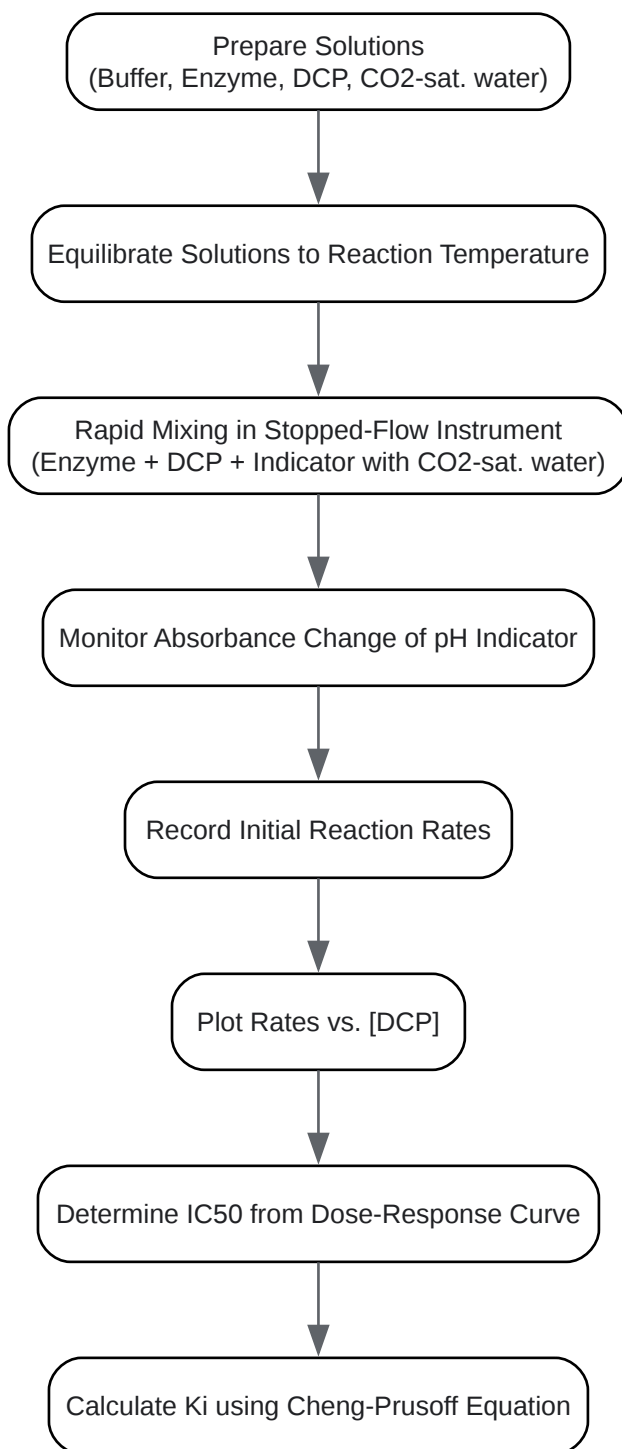 Prepare Solutions
(Buffer, Enzyme, DCP, CO2-sat. water)
Equilibrate Solutions to Reaction Temperature
Rapid Mixing in Stopped-Flow Instrument
(Enzyme + DCP + Indicator with CO2-sat. water)
Monitor Absorbance Change of pH Indicator
Record Initial Reaction Rates
Plot Rates vs. [DCP]
Determine IC50 from Dose-Response Curve
Calculate Ki using Cheng-Prusoff Equation